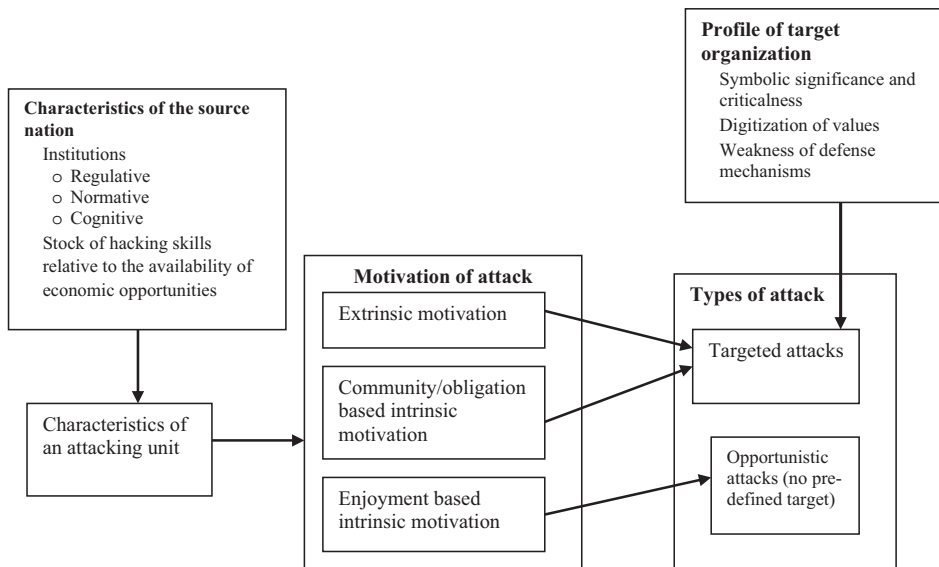 Characteristics of the source
nation
Institutions
o Regulative
o Normative
o Cognitive
Stock of hacking skills
relative to the availability of
economic opportunities
Characteristics of
an attacking unit
Motivation of attack
Extrinsic motivation
Community/obligation
based intrinsic
motivation
Enjoyment based
intrinsic motivation
Profile of target
organization
Symbolic significance and
criticalness
Digitization of values
Weakness of defense
mechanisms
Types of attack
Targeted attacks
Opportunistic
attacks (no pre-
defined target)